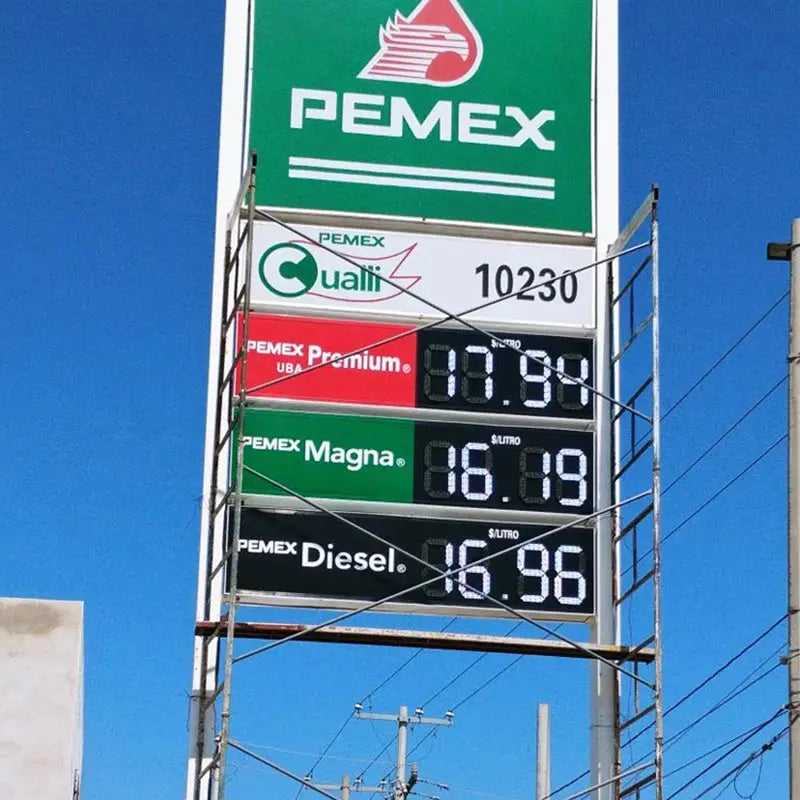 PEMEX
PEMEX
Cualli
10230
PEMEX Premium®
UBA
$/LITRO
17.94
PEMEX Magna®
$/LITRO
16.19
PEMEX Diesel®
$/LITRO
16.96